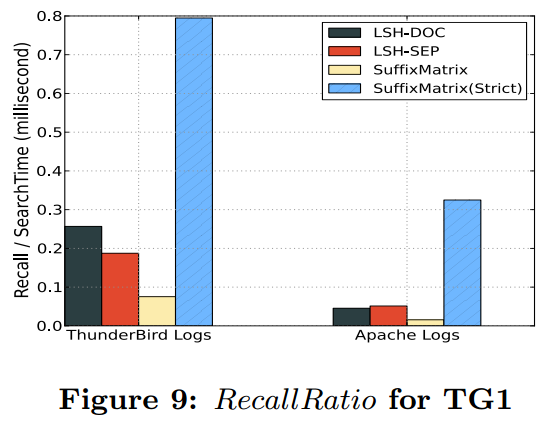 0.8
0.7
0.6
0.5
0.4
0.3
0.2
0.1
0.0
Recall / SearchTime (millisecond)
LSH-DOC
LSH-SEP
SuffixMatrix
SuffixMatrix(Strict)
ThunderBird Logs
Apache Logs
Figure 9: RecallRatio for TG1